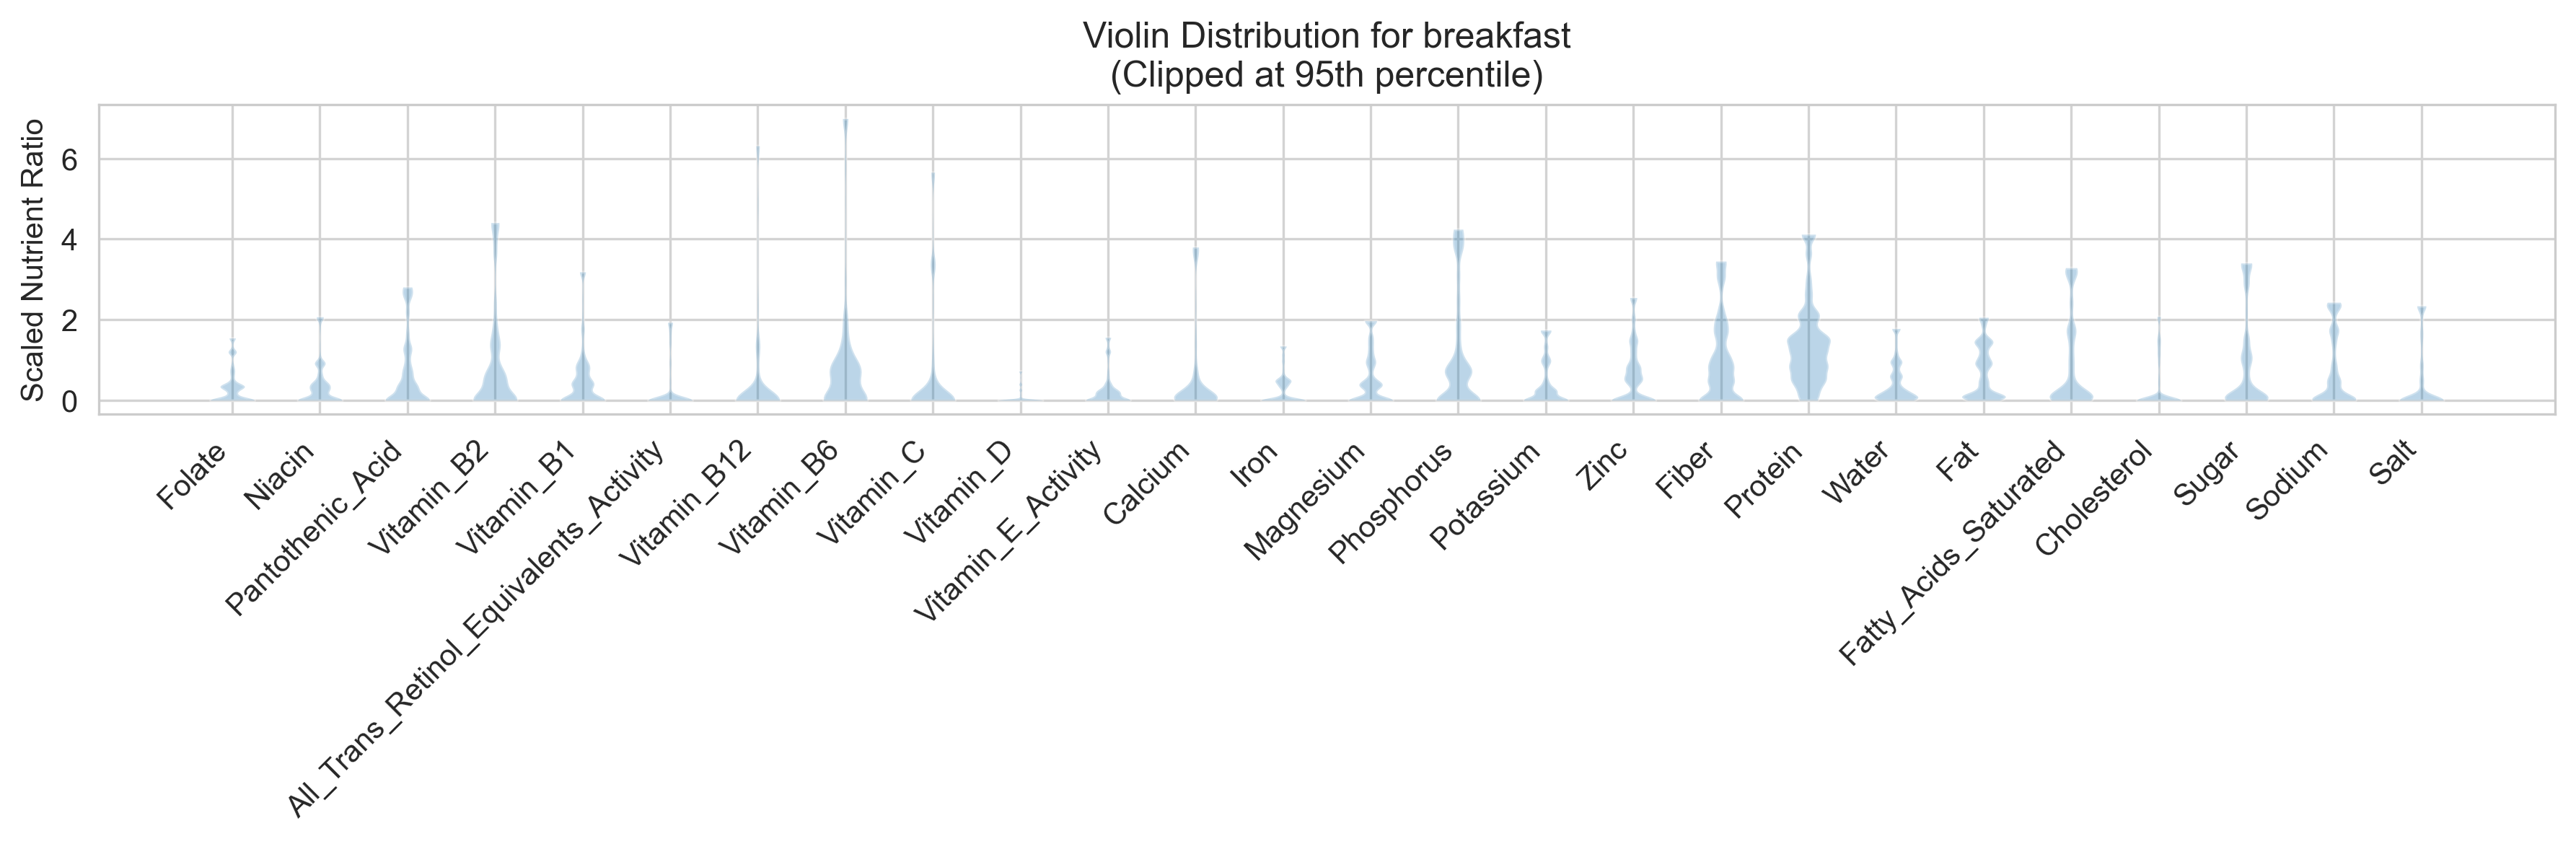 Violin Distribution for breakfast
(Clipped at 95th percentile)
Scaled Nutrient Ratio
6
4
2
0
Folate
Niacin
Pantothenic_Acid
Vitamin_B2
Vitamin_B1
All_Trans_Retinol_Equivalents_Activity
Vitamin_B12
Vitamin_B6
Vitamin_C
Vitamin_D
Vitamin_E_Activity
Calcium
Iron
Magnesium
Phosphorus
Potassium
Zinc
Fiber
Protein
Water
Fat
Fatty_Acids_Saturated
Cholesterol
Sugar
Sodium
Salt